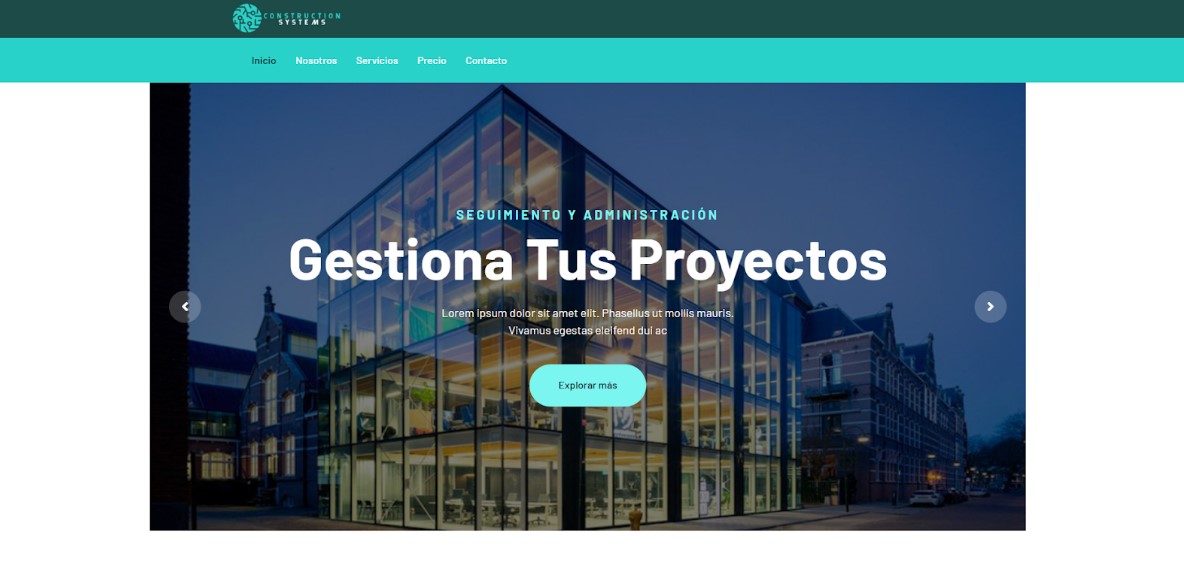 CONSTRUCTION
SYSTEMS
Inicio Nosotros Servicios Precio Contacto
SEGUIMIENTO Y ADMINISTRACIÓN
Gestiona Tus Proyectos
Lorem ipsum dolor sit amet elit. Phasellus ut mollis mauris.
Vivamus egestas eleifend dui ac
Explorar más